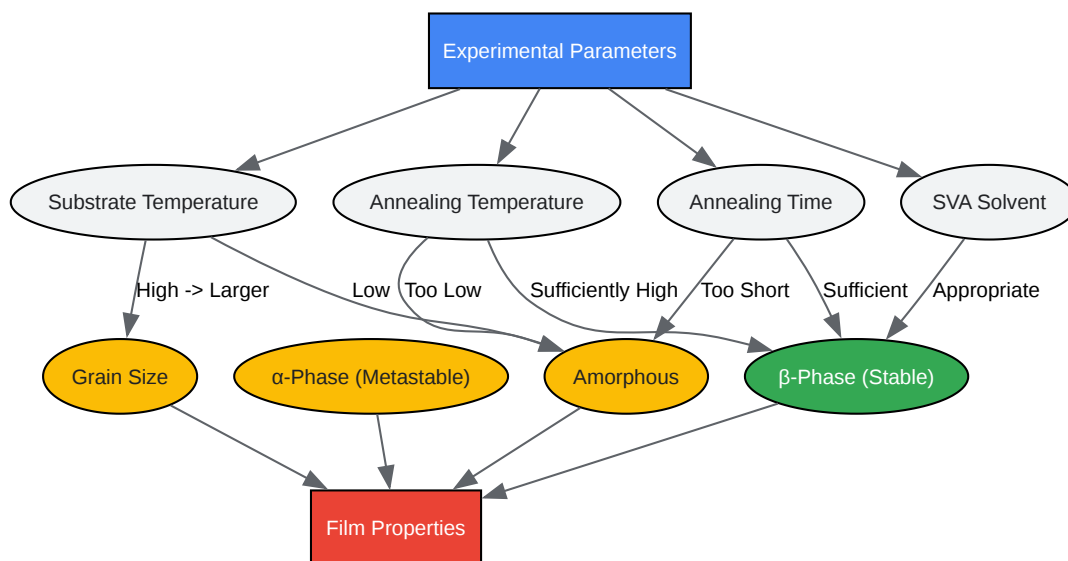 Experimental Parameters
Substrate Temperature
Annealing Temperature
Annealing Time
SVA Solvent
High -> Larger
Low
Too Low
Sufficiently High
Too Short
Sufficient
Appropriate
Grain Size
α-Phase (Metastable)
Amorphous
β-Phase (Stable)
Film Properties